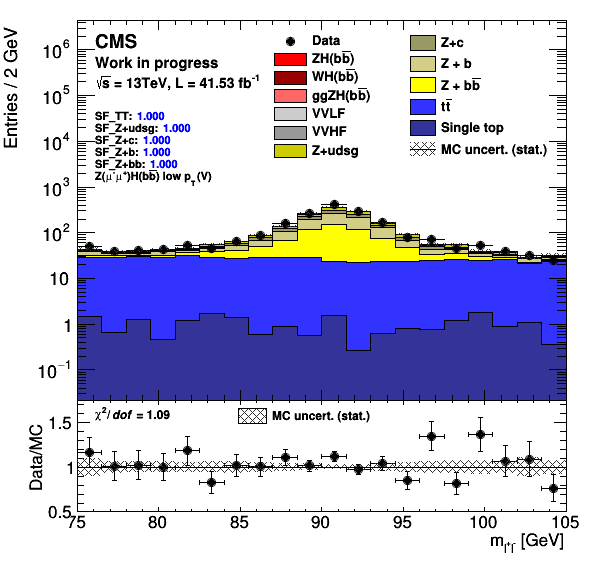 CMS
Work in progress
√s = 13TeV, L = 41.53 fb⁻¹
SF_TT: 1.000
SF_Z+udsg: 1.000
SF_Z+c: 1.000
SF_Z+b: 1.000
SF_Z+bb: 1.000
Z(μ⁻μ⁺)H(bb̅) low p_T(V)
Data
ZH(bb̅)
WH(bb̅)
ggZH(bb̅)
VVLF
VVHF
Z+udsg
Z+c
Z + b
Z + bb̅
tt̅
Single top
MC uncert. (stat.)
Entries / 2 GeV
10⁶
10⁵
10⁴
10³
10²
10
1
10⁻¹
χ²/dof = 1.09
MC uncert. (stat.)
Data/MC
1.5
1
0.5
75 80 85 90 95 100 105
m_l⁺l⁻ [GeV]